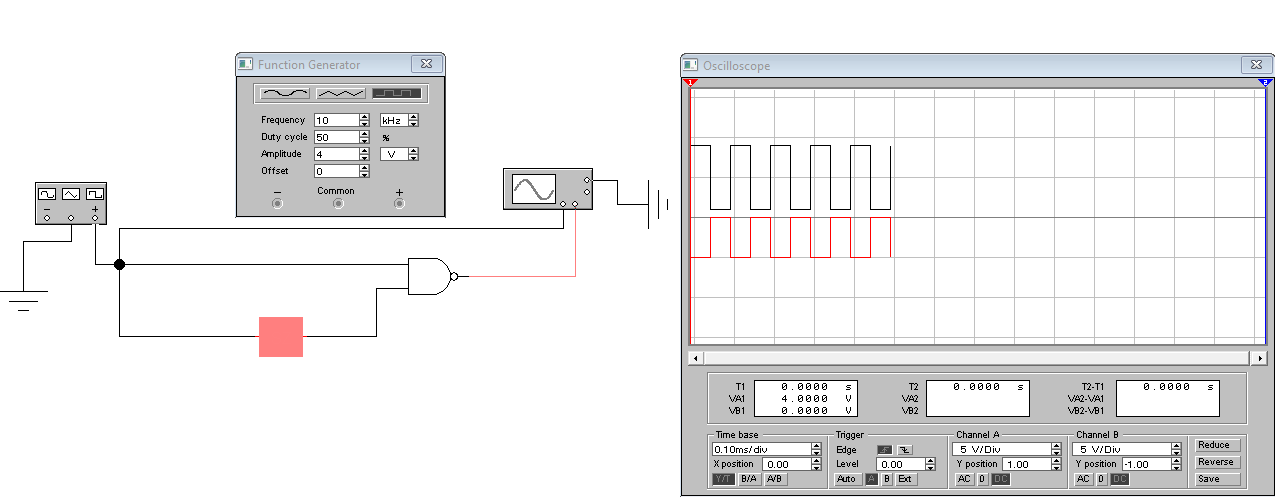 Function Generator
Frequency 10 kHz
Duty cycle 50 %
Amplitude 4 V
Offset 0
− Common +
− +
Oscilloscope
1 2
T1 0.0000 s
VA1 4.0000 V
VB1 0.0000 V
T2 0.0000 s
VA2
VB2
T2-T1 0.0000 s
VA2-VA1
VB2-VB1
Time base
0.10ms/div
X position 0.00
Y/T B/A A/B
Trigger
Edge
Level 0.00
Auto A B Ext
Channel A
5 V/Div
Y position 1.00
AC 0 DC
Channel B
5 V/Div
Y position -1.00
AC 0 DC
Reduce
Reverse
Save